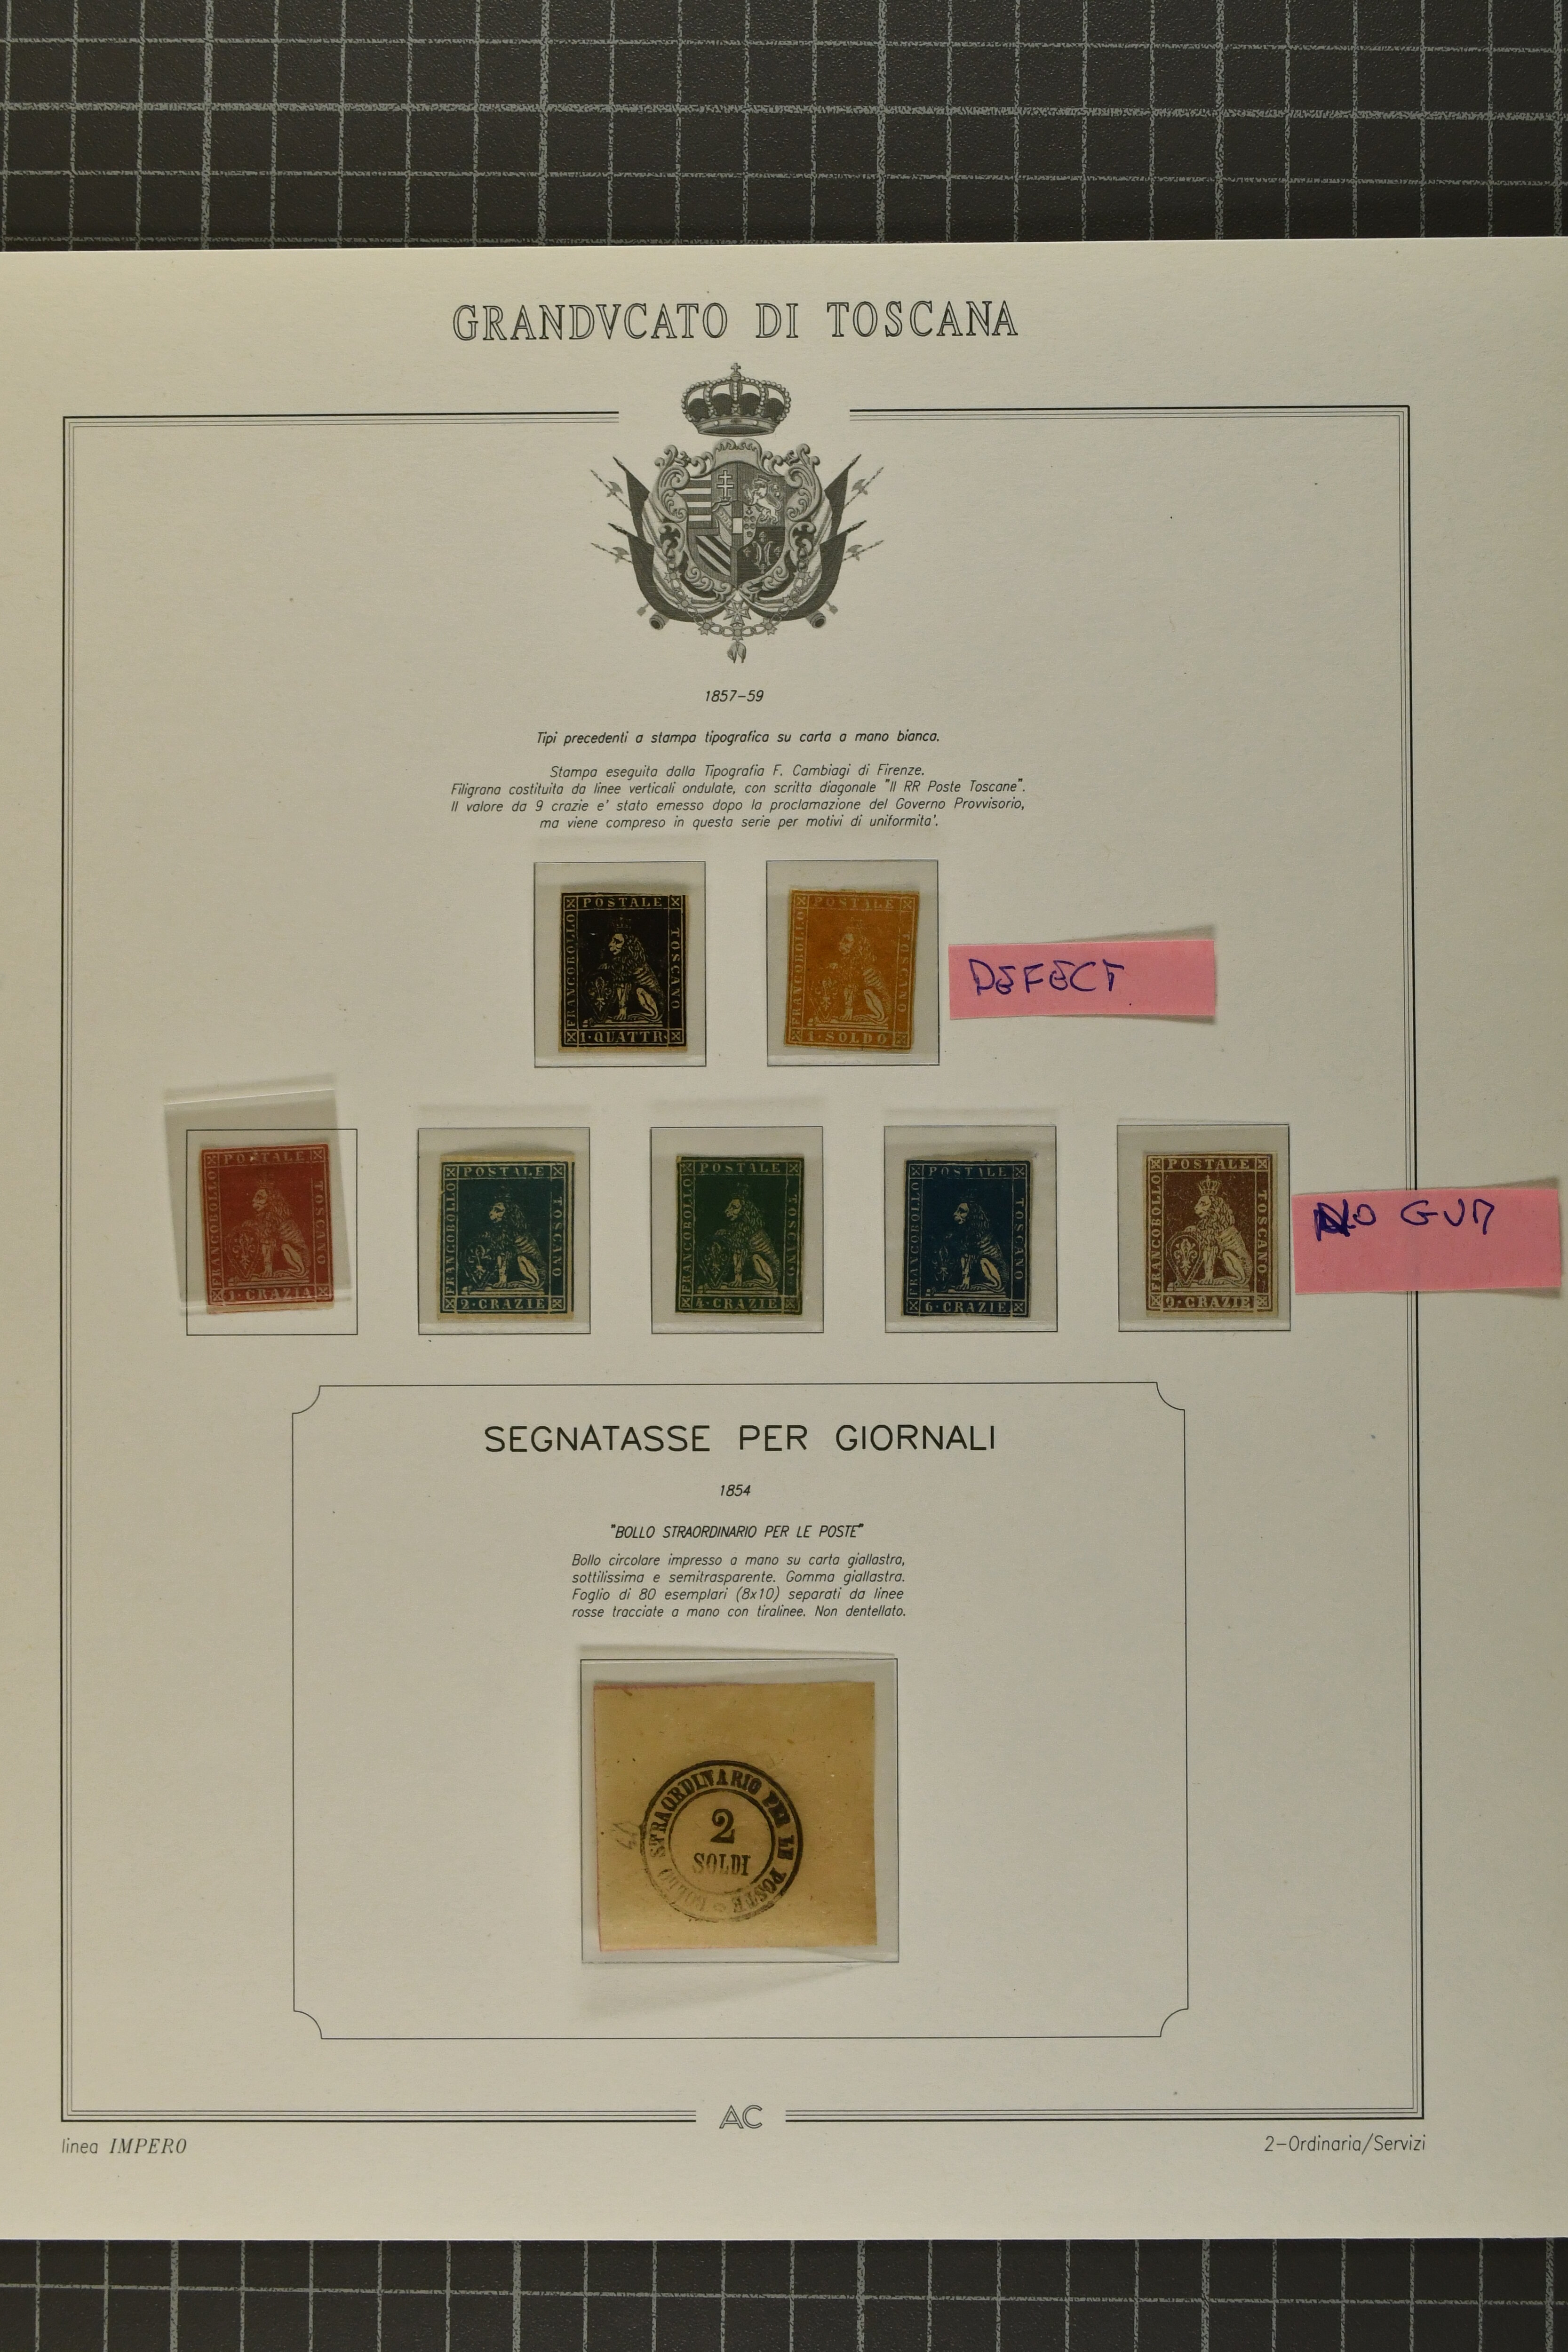 GRANDVCATO DI TOSCANA
1857-59
Tipi precedenti a stampa tipografica su carta a mano bianca.
Stampa eseguita dalla Tipografia F. Cambiagi di Firenze.
Filigrana costituita da linee verticali ondulate, con scritta diagonale "II RR Poste Toscane".
Il valore da 9 crazie e' stato emesso dopo la proclamazione del Governo Provvisorio,
ma viene compreso in questa serie per motivi di uniformita'.
FRANCOBOLLO POSTALE TOSCANO
1·QUATTR·
FRANCOBOLLO POSTALE TOSCANO
1·SOLDO
DEFECT
FRANCOBOLLO POSTALE TOSCANO
1·CRAZIA
FRANCOBOLLO POSTALE TOSCANO
2·CRAZIE
FRANCOBOLLO POSTALE TOSCANO
4·CRAZIE
FRANCOBOLLO POSTALE TOSCANO
6·CRAZIE
FRANCOBOLLO POSTALE TOSCANO
9·CRAZIE
NO GUM
SEGNATASSE PER GIORNALI
1854
"BOLLO STRAORDINARIO PER LE POSTE"
Bollo circolare impresso a mano su carta giallastra,
sottilissima e semitrasparente. Gomma giallastra.
Foglio di 80 esemplari (8x10) separati da linee
rosse tracciate a mano con tiralinee. Non dentellato.
BOLLO STRAORDINARIO PER LE POSTE
2
SOLDI
AC
linea IMPERO
2-Ordinaria/Servizi